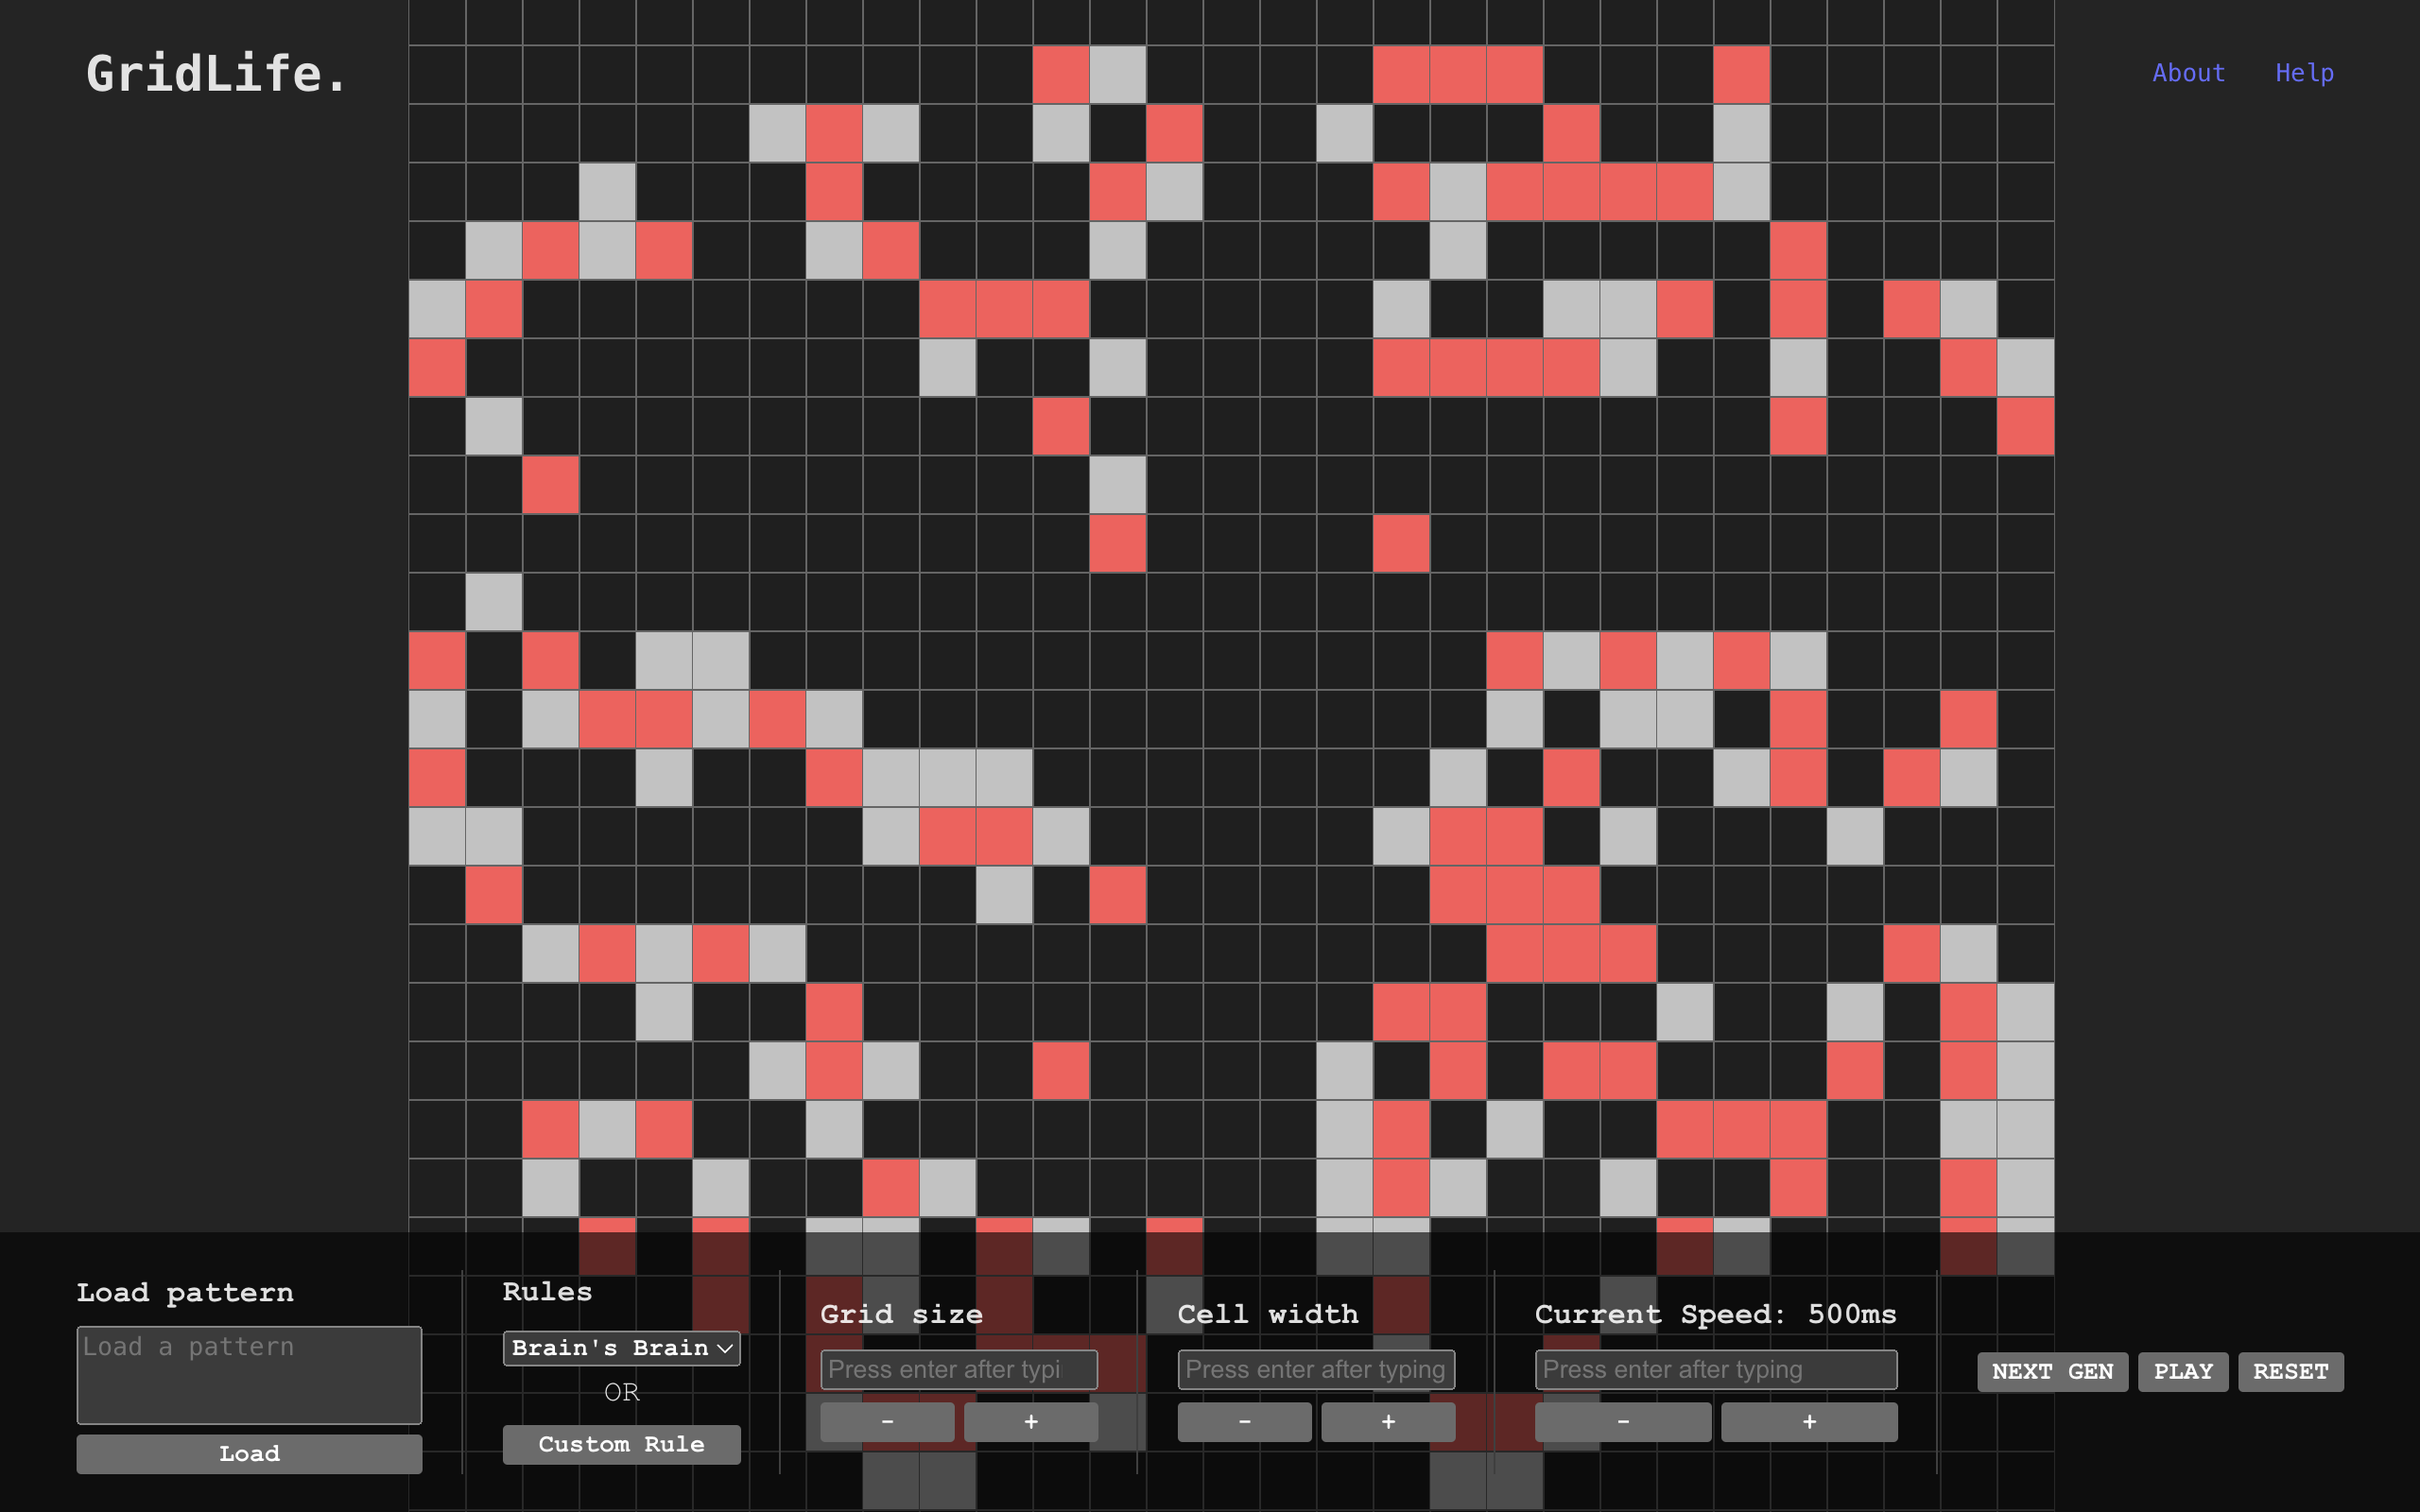 GridLife.
About
Help
Load pattern
Load a pattern
Load
Rules
Brain's Brain
OR
Custom Rule
Grid size
Press enter after typi
-
+
Cell width
Press enter after typing
-
+
Current Speed: 500ms
Press enter after typing
-
+
NEXT GEN
PLAY
RESET